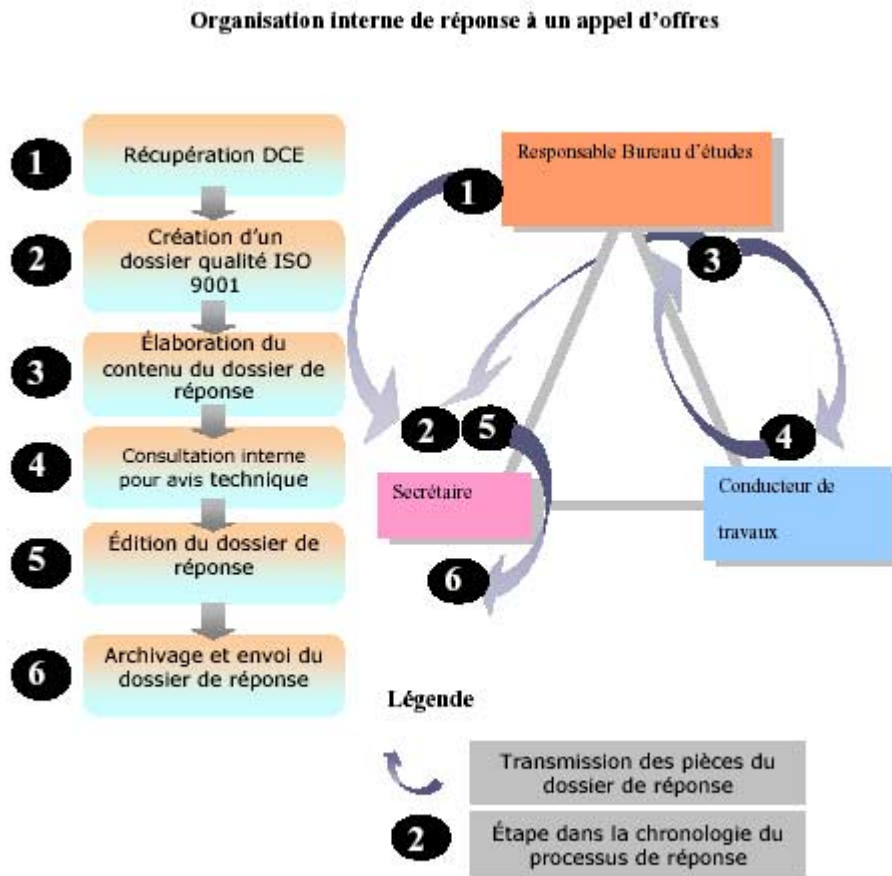 Organisation interne de réponse à un appel d'offres
1
Récupération DCE
2
Création d'un
dossier qualité ISO
9001
3
Élaboration du
contenu du dossier de
réponse
4
Consultation interne
pour avis technique
5
Édition du dossier de
réponse
6
Archivage et envoi du
dossier de réponse
Responsable Bureau d'études
1
3
2
5
4
Secrétaire
Conducteur de
travaux
6
Légende
Transmission des pièces du
dossier de réponse
2
Étape dans la chronologie du
processus de réponse